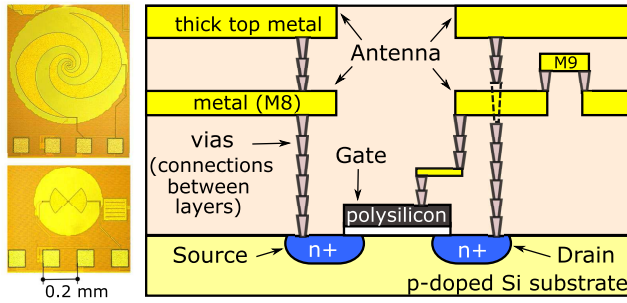 thick top metal
Antenna
M9
metal (M8)
vias
(connections
between
layers)
Gate
polysilicon
Source
n+
n+
Drain
p-doped Si substrate
0.2 mm